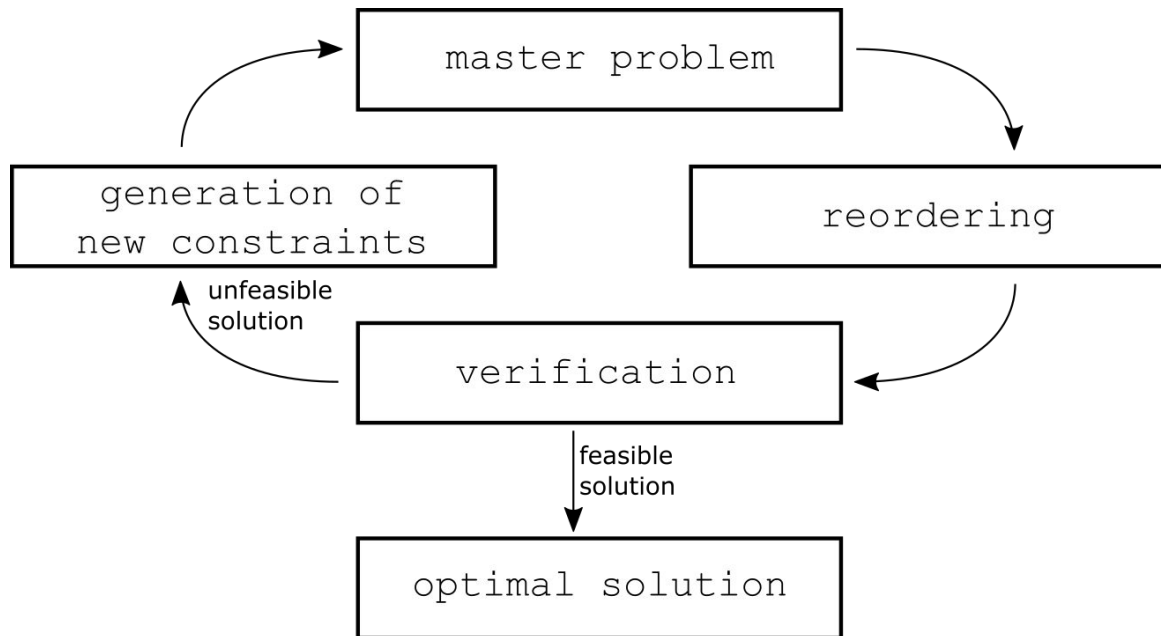 master problem
generation of
new constraints
reordering
unfeasible
solution
verification
feasible
solution
optimal solution